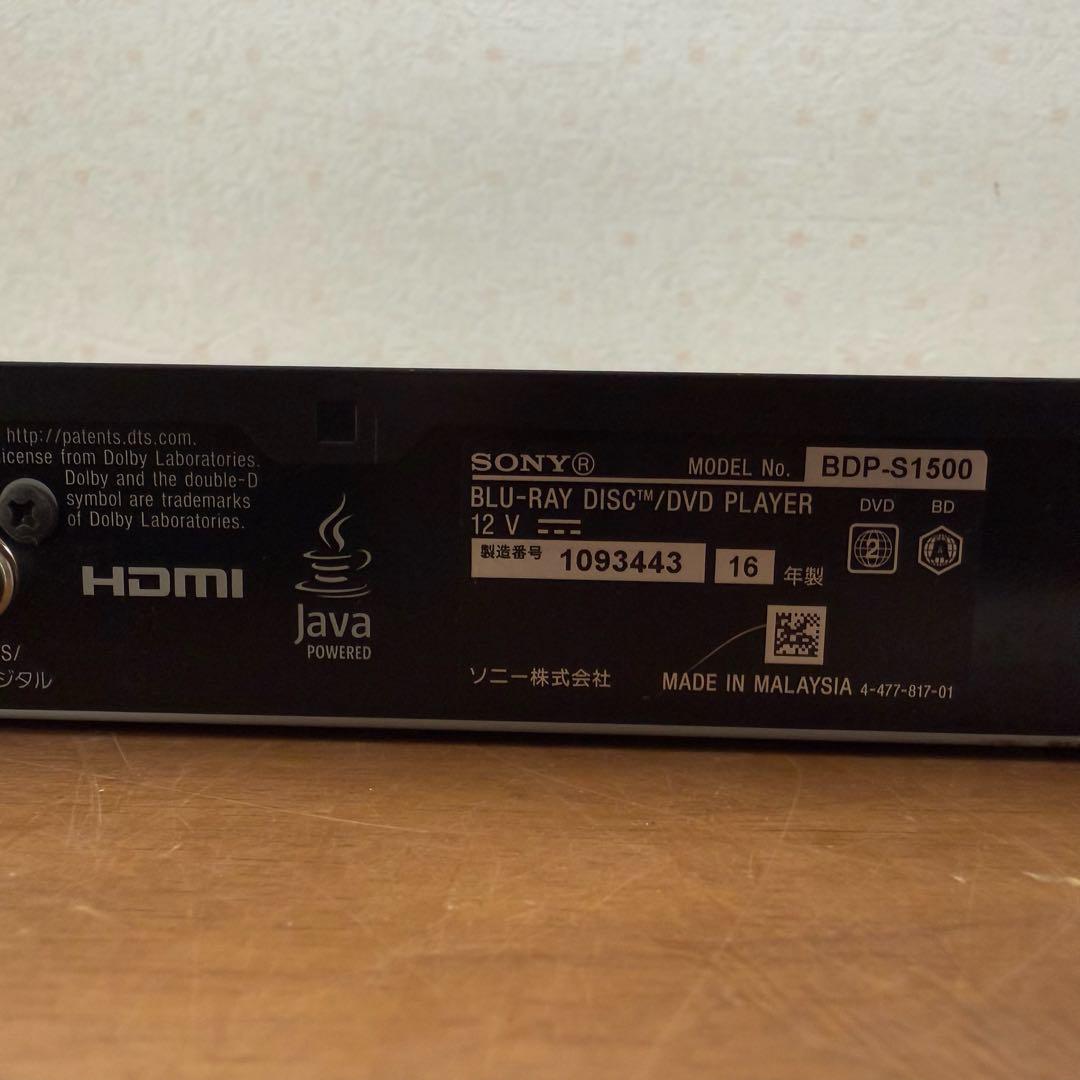 http://patents.dts.com.
icense from Dolby Laboratories.
Dolby and the double-D
symbol are trademarks
of Dolby Laboratories.
HDMI
Java
POWERED
S/
ジタル
SONY® MODEL No. BDP-S1500
BLU-RAY DISC™/DVD PLAYER
12 V ⎓
DVD BD
2 A
製造番号 1093443 16 年製
ソニー株式会社 MADE IN MALAYSIA 4-477-817-01